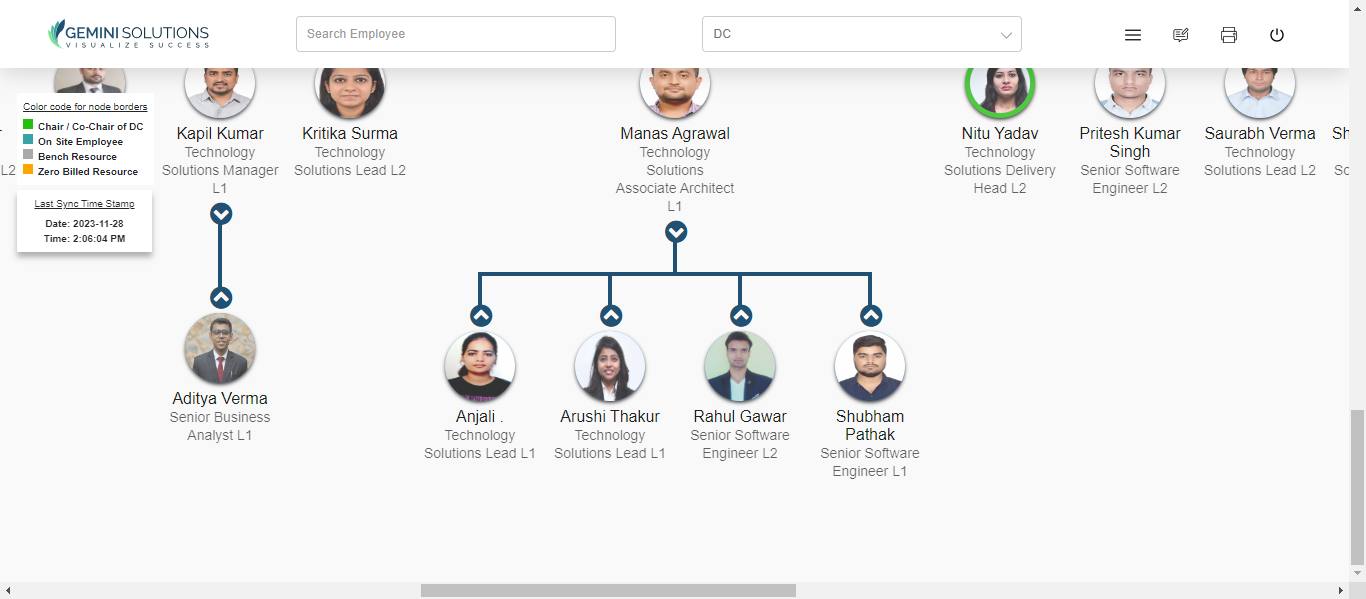 GEMINI SOLUTIONS
VISUALIZE SUCCESS
Search Employee
DC
Color code for node borders
Chair / Co-Chair of DC
On Site Employee
Bench Resource
Zero Billed Resource
Last Sync Time Stamp
Date: 2023-11-28
Time: 2:06:04 PM
L2
Kapil Kumar
Technology
Solutions Manager
L1
Kritika Surma
Technology
Solutions Lead L2
Manas Agrawal
Technology
Solutions
Associate Architect
L1
Nitu Yadav
Technology
Solutions Delivery
Head L2
Pritesh Kumar
Singh
Senior Software
Engineer L2
Saurabh Verma
Technology
Solutions Lead L2
Aditya Verma
Senior Business
Analyst L1
Anjali .
Technology
Solutions Lead L1
Arushi Thakur
Technology
Solutions Lead L1
Rahul Gawar
Senior Software
Engineer L2
Shubham
Pathak
Senior Software
Engineer L1